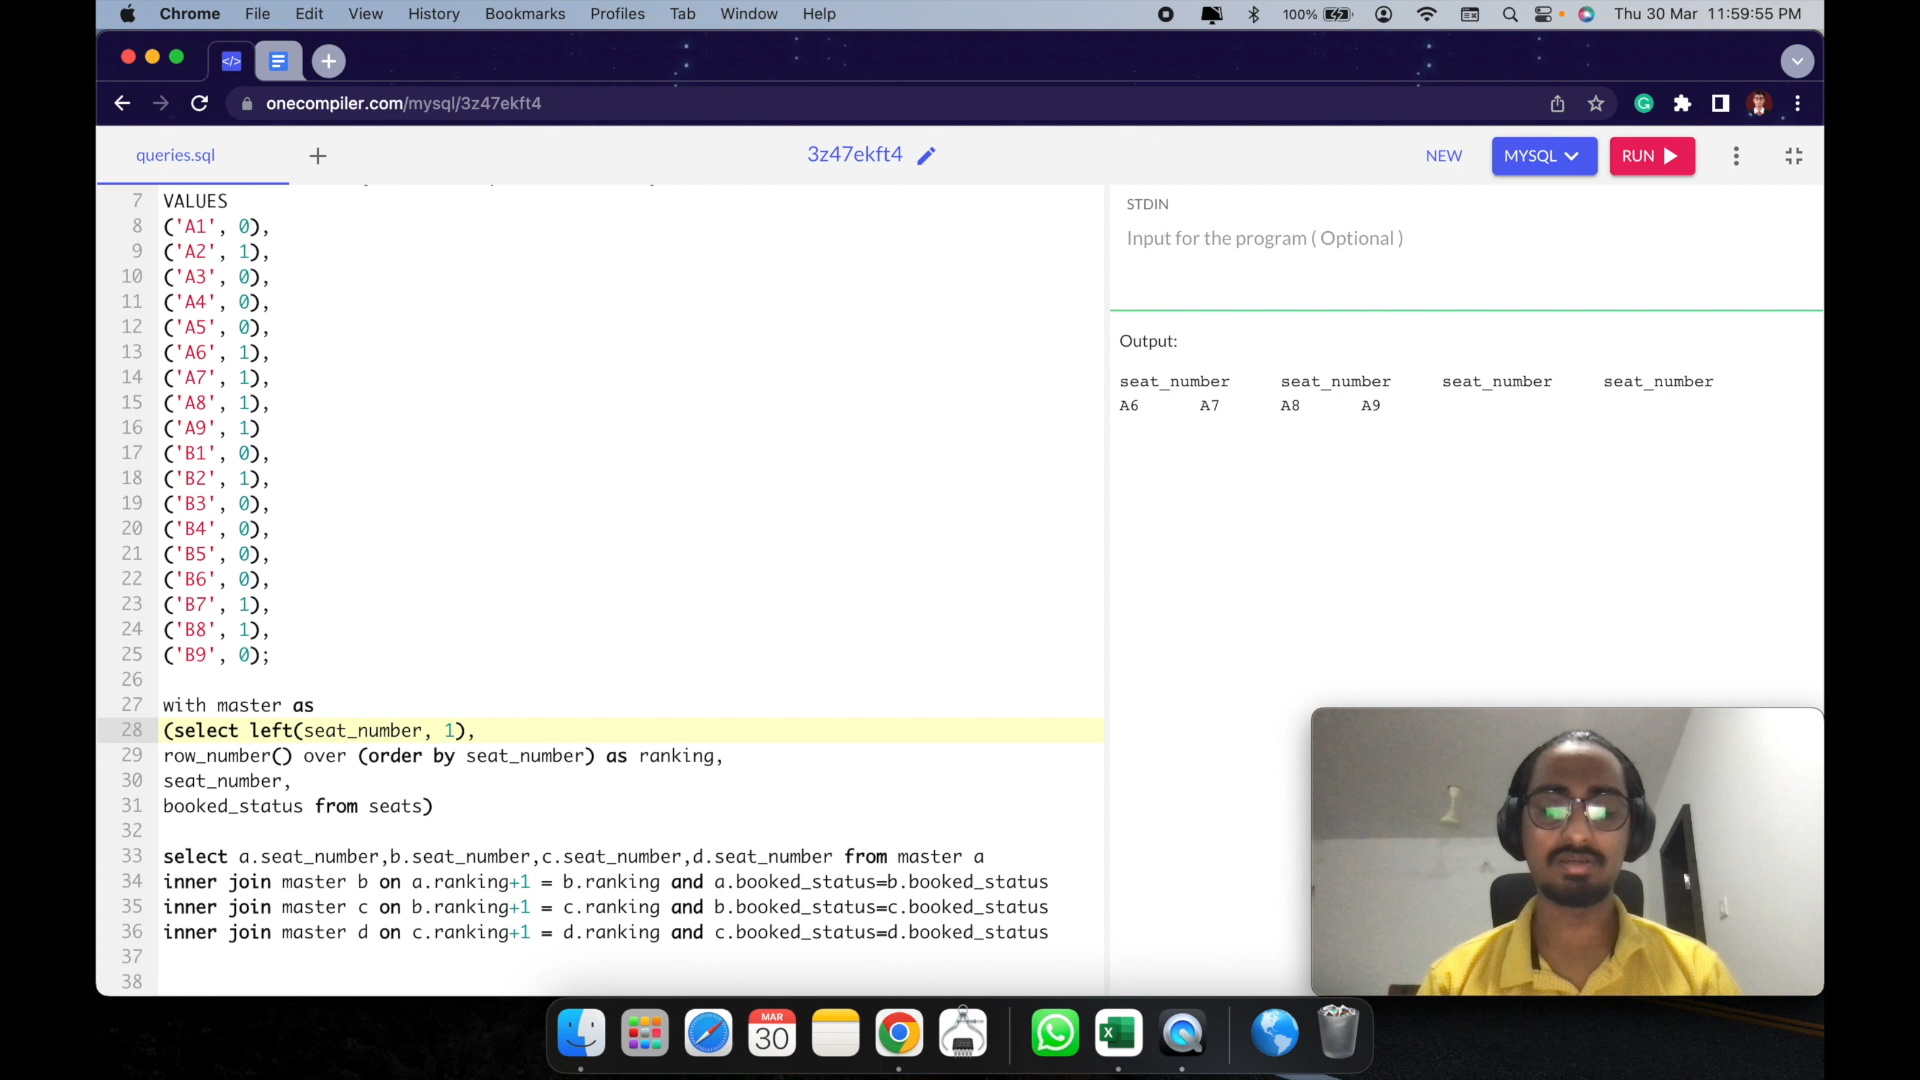 Chrome File Edit View History Bookmarks Profiles Tab Window Help 100% Thu 30 Mar 11:59:55 PM
</>
onecompiler.com/mysql/3z47ekft4
queries.sql
3z47ekft4
NEW
MYSQL
RUN
7 VALUES
8 ('A1', 0),
9 ('A2', 1),
10 ('A3', 0),
11 ('A4', 0),
12 ('A5', 0),
13 ('A6', 1),
14 ('A7', 1),
15 ('A8', 1),
16 ('A9', 1)
17 ('B1', 0),
18 ('B2', 1),
19 ('B3', 0),
20 ('B4', 0),
21 ('B5', 0),
22 ('B6', 0),
23 ('B7', 1),
24 ('B8', 1),
25 ('B9', 0);
26
27 with master as
28 (select left(seat_number, 1),
29 row_number() over (order by seat_number) as ranking,
30 seat_number,
31 booked_status from seats)
32
33 select a.seat_number,b.seat_number,c.seat_number,d.seat_number from master a
34 inner join master b on a.ranking+1 = b.ranking and a.booked_status=b.booked_status
35 inner join master c on b.ranking+1 = c.ranking and b.booked_status=c.booked_status
36 inner join master d on c.ranking+1 = d.ranking and c.booked_status=d.booked_status
37
38
STDIN
Input for the program ( Optional )
Output:
seat_number seat_number seat_number seat_number
A6 A7 A8 A9
MAR
30